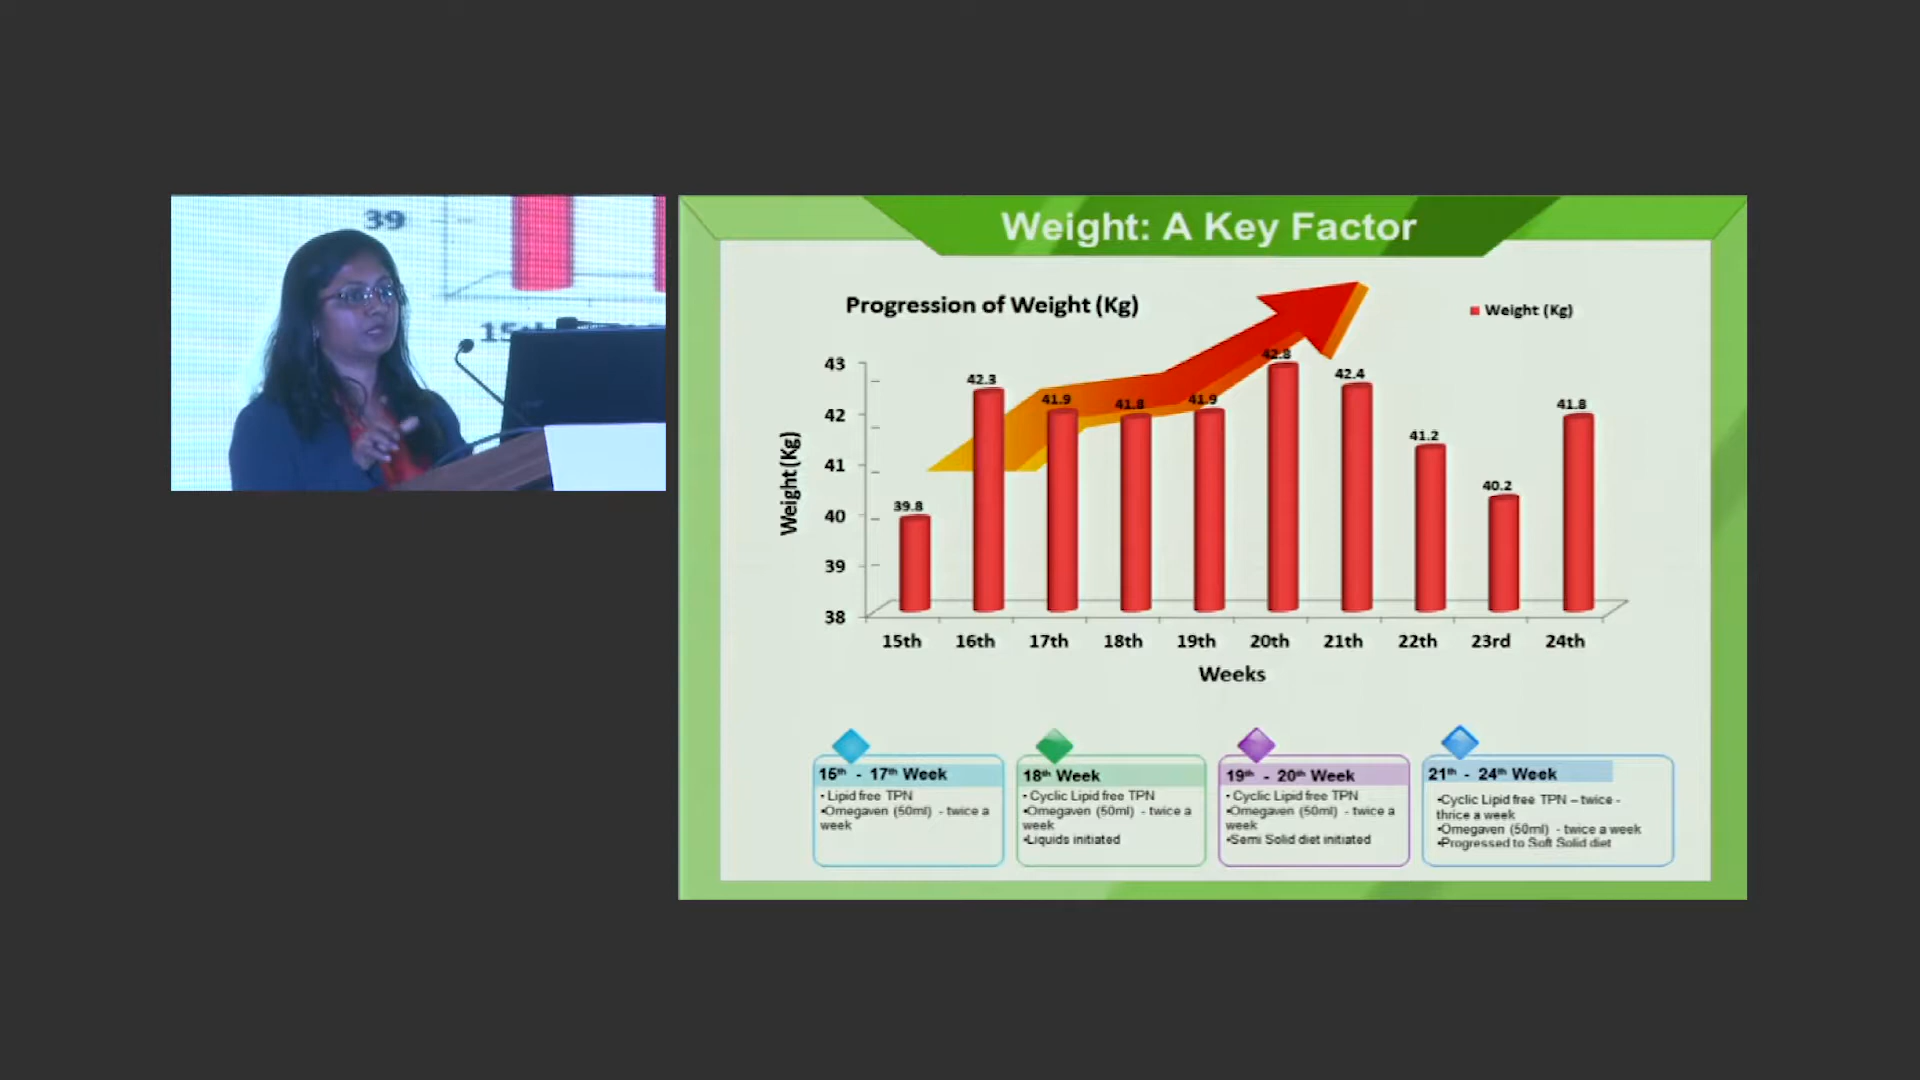 39
15th
Weight: A Key Factor
Progression of Weight (Kg)
Weight (Kg)
43
42
41
40
39
38
Weight (Kg)
39.8
42.3
41.9
41.8
41.9
42.8
42.4
41.2
40.2
41.8
15th 16th 17th 18th 19th 20th 21th 22th 23rd 24th
Weeks
15th - 17th Week
• Lipid free TPN
•Omegaven (50ml) - twice a
week
18th Week
• Cyclic Lipid free TPN
•Omegaven (50ml) - twice a
week
•Liquids initiated
19th - 20th Week
• Cyclic Lipid free TPN
•Omegaven (50ml) - twice a
week
•Semi Solid diet initiated
21th - 24th Week
•Cyclic Lipid free TPN – twice -
thrice a week
•Omegaven (50ml) - twice a week
•Progressed to Soft Solid diet